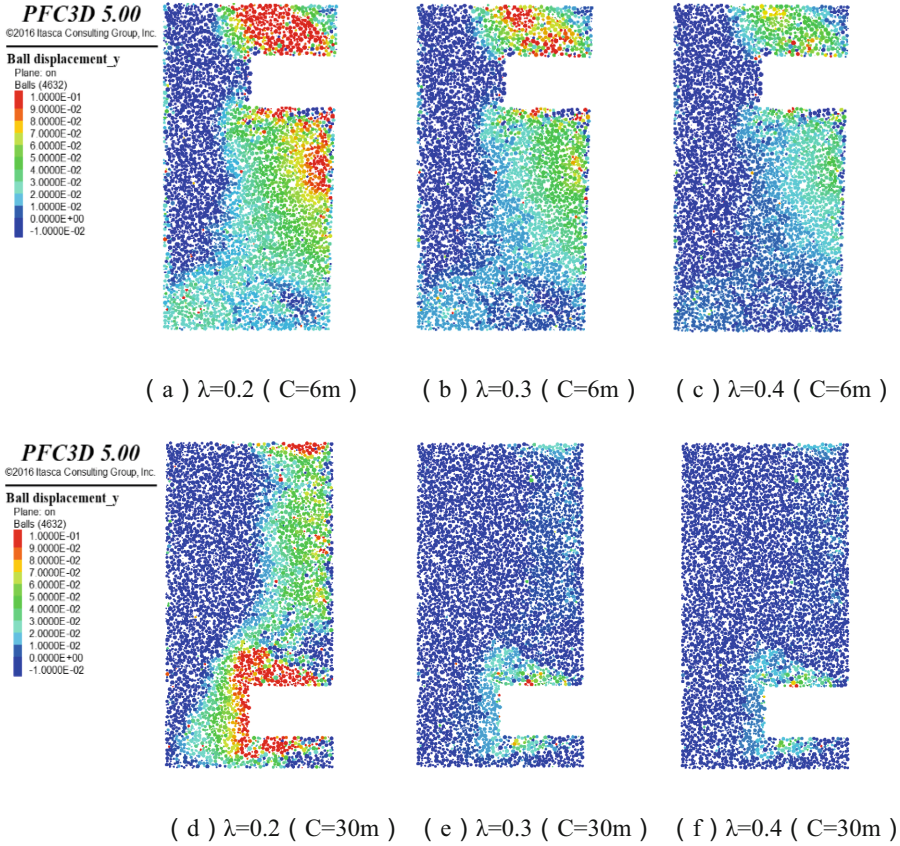 PFC3D 5.00
©2016 Itasca Consulting Group, Inc.
Ball displacement_y
Plane: on
Balls (4632)
1.0000E-01
9.0000E-02
8.0000E-02
7.0000E-02
6.0000E-02
5.0000E-02
4.0000E-02
3.0000E-02
2.0000E-02
1.0000E-02
0.0000E+00
-1.0000E-02
( a ) λ=0.2 ( C=6m )
( b ) λ=0.3 ( C=6m )
( c ) λ=0.4 ( C=6m )
PFC3D 5.00
©2016 Itasca Consulting Group, Inc.
Ball displacement_y
Plane: on
Balls (4632)
1.0000E-01
9.0000E-02
8.0000E-02
7.0000E-02
6.0000E-02
5.0000E-02
4.0000E-02
3.0000E-02
2.0000E-02
1.0000E-02
0.0000E+00
-1.0000E-02
( d ) λ=0.2 ( C=30m )
( e ) λ=0.3 ( C=30m )
( f ) λ=0.4 ( C=30m )